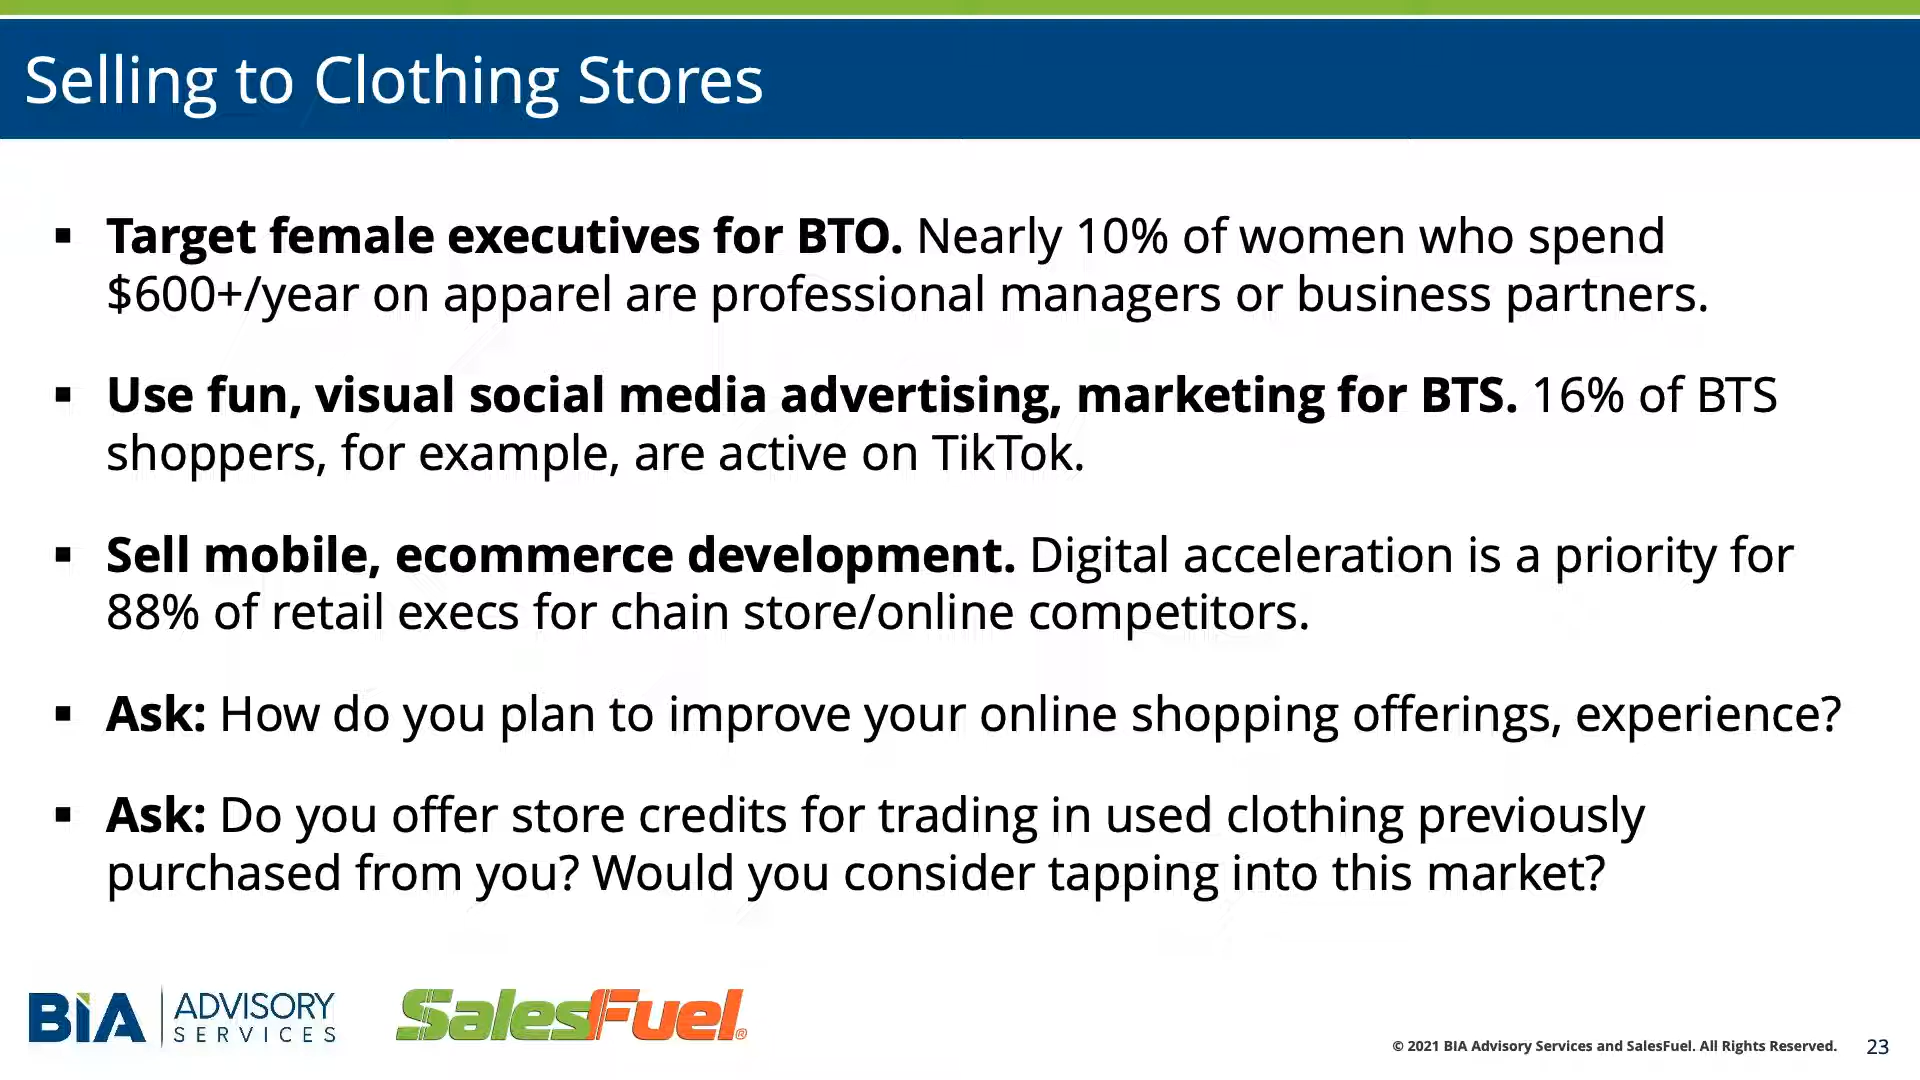 Selling to Clothing Stores
▪ Target female executives for BTO. Nearly 10% of women who spend
$600+/year on apparel are professional managers or business partners.
▪ Use fun, visual social media advertising, marketing for BTS. 16% of BTS
shoppers, for example, are active on TikTok.
▪ Sell mobile, ecommerce development. Digital acceleration is a priority for
88% of retail execs for chain store/online competitors.
▪ Ask: How do you plan to improve your online shopping offerings, experience?
▪ Ask: Do you offer store credits for trading in used clothing previously
purchased from you? Would you consider tapping into this market?
BIA ADVISORY
SERVICES
SalesFuel®
© 2021 BIA Advisory Services and SalesFuel. All Rights Reserved.
23